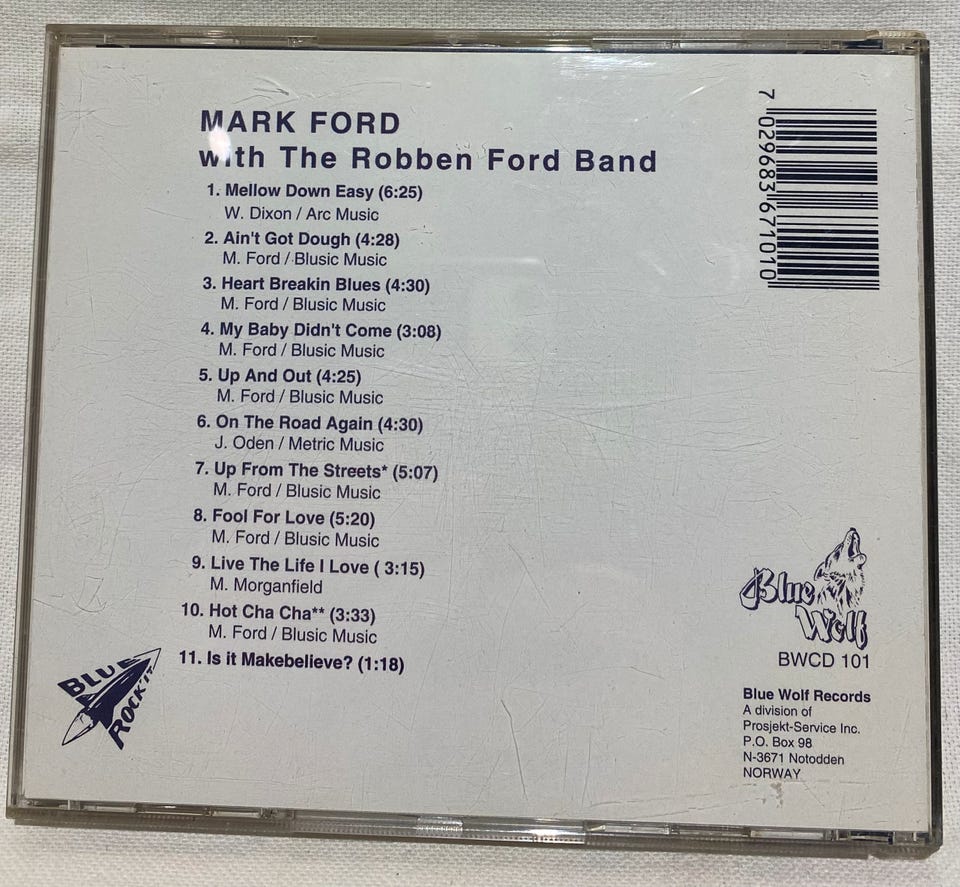 MARK FORD
with The Robben Ford Band
1. Mellow Down Easy (6:25)
W. Dixon / Arc Music
2. Ain't Got Dough (4:28)
M. Ford / Blusic Music
3. Heart Breakin Blues (4:30)
M. Ford / Blusic Music
4. My Baby Didn't Come (3:08)
M. Ford / Blusic Music
5. Up And Out (4:25)
M. Ford / Blusic Music
6. On The Road Again (4:30)
J. Oden / Metric Music
7. Up From The Streets* (5:07)
M. Ford / Blusic Music
8. Fool For Love (5:20)
M. Ford / Blusic Music
9. Live The Life I Love ( 3:15)
M. Morganfield
10. Hot Cha Cha** (3:33)
M. Ford / Blusic Music
11. Is it Makebelieve? (1:18)
BLUE
ROCK'IT
7 029683 671010
Blue
Wolf
BWCD 101
Blue Wolf Records
A division of
Prosjekt-Service Inc.
P.O. Box 98
N-3671 Notodden
NORWAY